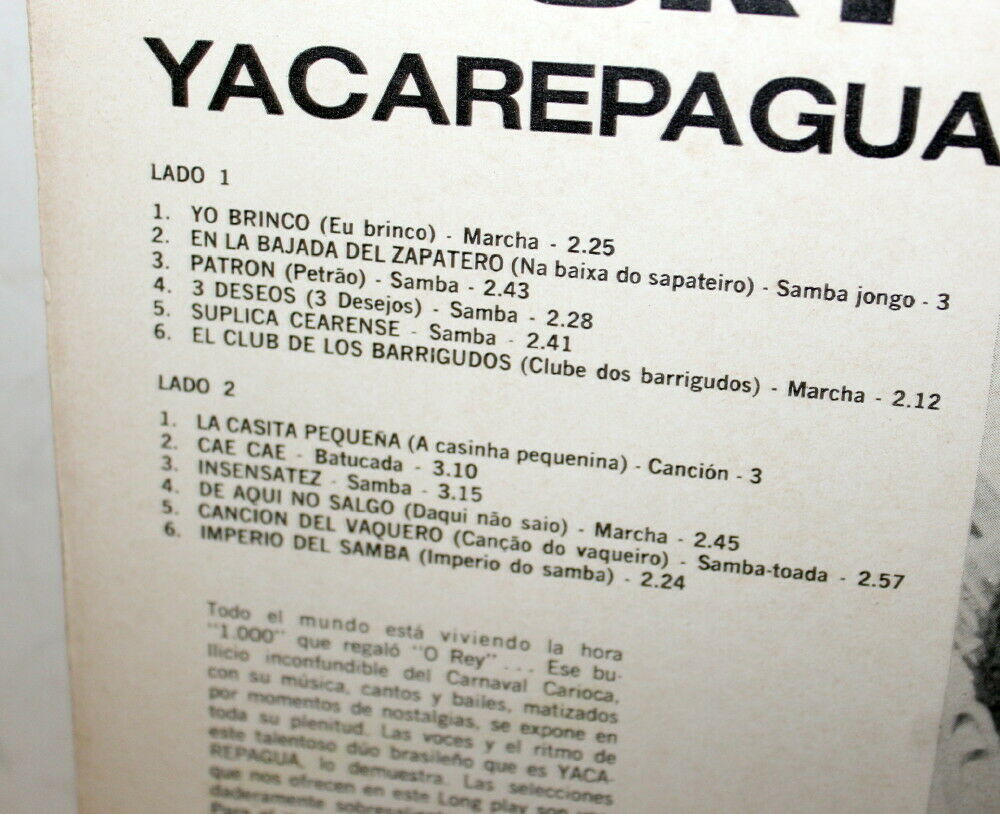 YACAREPAGUA
LADO 1
1. YO BRINCO (Eu brinco) - Marcha - 2.25
2. EN LA BAJADA DEL ZAPATERO (Na baixa do sapateiro) - Samba jongo - 3
3. PATRON (Petrão) - Samba - 2.43
4. 3 DESEOS (3 Desejos) - Samba - 2.28
5. SUPLICA CEARENSE - Samba - 2.41
6. EL CLUB DE LOS BARRIGUDOS (Clube dos barrigudos) - Marcha - 2.12
LADO 2
1. LA CASITA PEQUEÑA (A casinha pequenina) - Canción - 3
2. CAE CAE - Batucada - 3.10
3. INSENSATEZ - Samba - 3.15
4. DE AQUI NO SALGO (Daqui não saio) - Marcha - 2.45
5. CANCION DEL VAQUERO (Canção do vaqueiro) - Samba-toada - 2.57
6. IMPERIO DEL SAMBA (Imperio do samba) - 2.24
Todo el mundo está viviendo la hora
"1.000" que regaló "O Rey" ... Ese bu-
llicio inconfundible del Carnaval Carioca,
con su música, cantos y bailes, matizados
por momentos de nostalgias, se expone en
toda su plenitud. Las voces y el ritmo de
este talentoso dúo brasileño que es YACA-
REPAGUA, lo demuestra. Las selecciones
que nos ofrecen en este Long play son